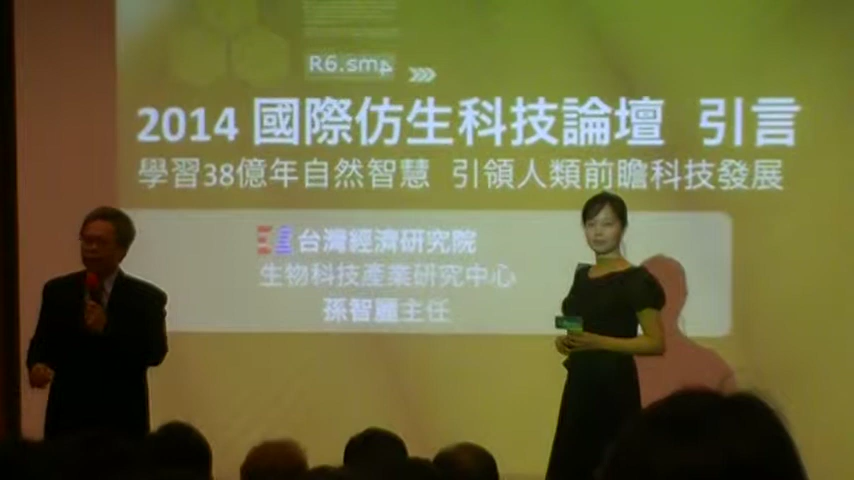 R6.smp
2014 國際仿生科技論壇 引言
學習38億年自然智慧 引領人類前瞻科技發展
台灣經濟研究院
生物科技產業研究中心
孫智麗主任